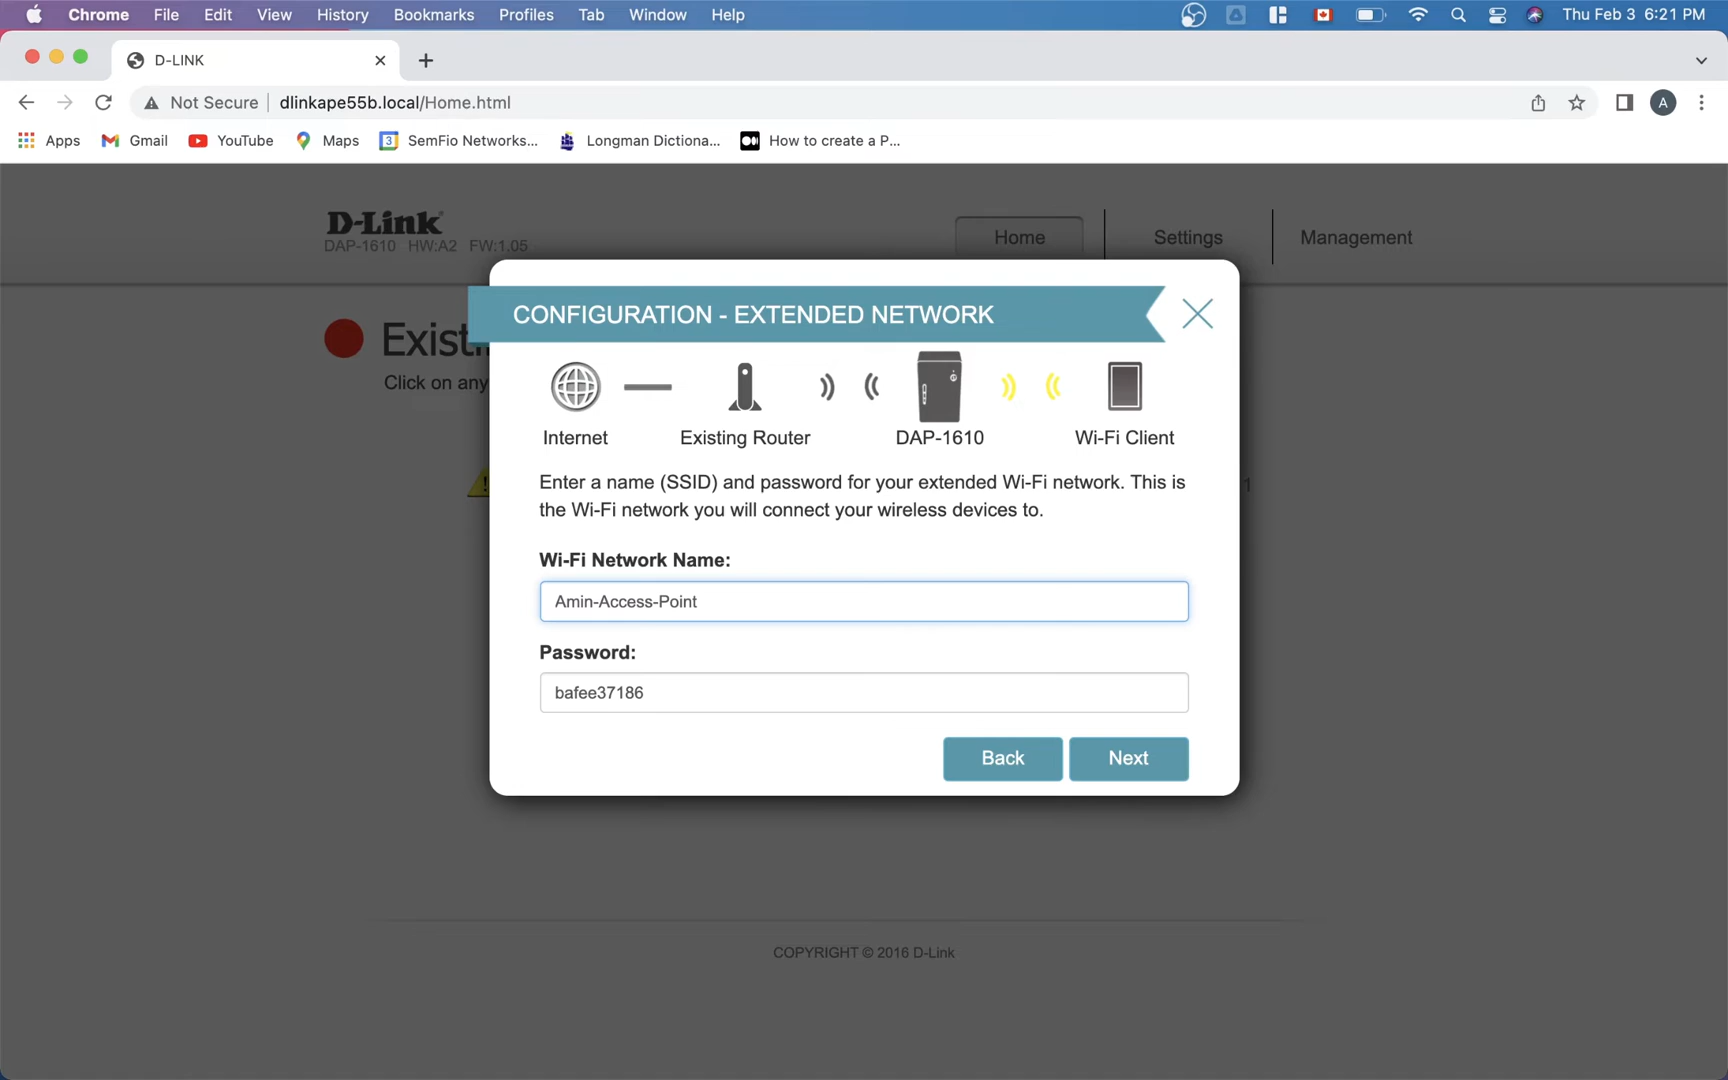 Chrome File Edit View History Bookmarks Profiles Tab Window Help Thu Feb 3 6:21 PM
D-LINK
Not Secure dlinkape55b.local/Home.html A
Apps Gmail YouTube Maps 3 SemFio Networks... Longman Dictiona... How to create a P...
D-Link
DAP-1610 HW:A2 FW:1.05
Home Settings Management
CONFIGURATION - EXTENDED NETWORK
Click on any
Internet Existing Router DAP-1610 Wi-Fi Client
Enter a name (SSID) and password for your extended Wi-Fi network. This is
the Wi-Fi network you will connect your wireless devices to.
Wi-Fi Network Name:
Amin-Access-Point
Password:
bafee37186
Back Next
COPYRIGHT © 2016 D-Link